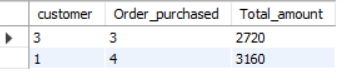 customer Order_purchased Total_amount
3 3 2720
1 4 3160